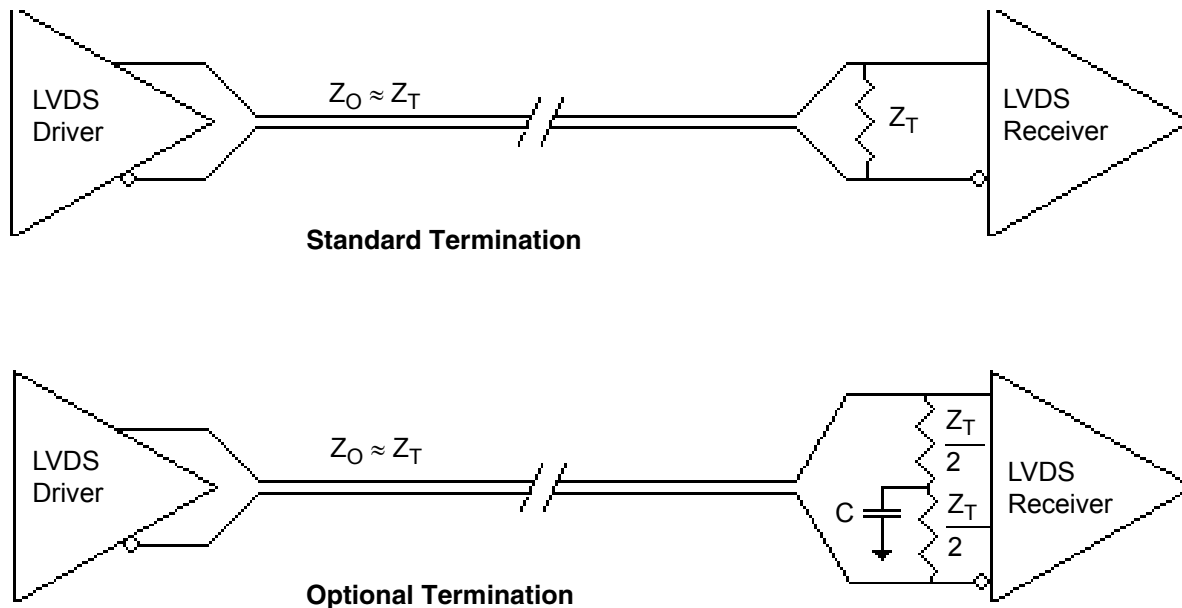 LVDS
Driver
Z_O ≈ Z_T
Z_T
LVDS
Receiver
Standard Termination
LVDS
Driver
Z_O ≈ Z_T
C
Z_T
2
Z_T
2
LVDS
Receiver
Optional Termination